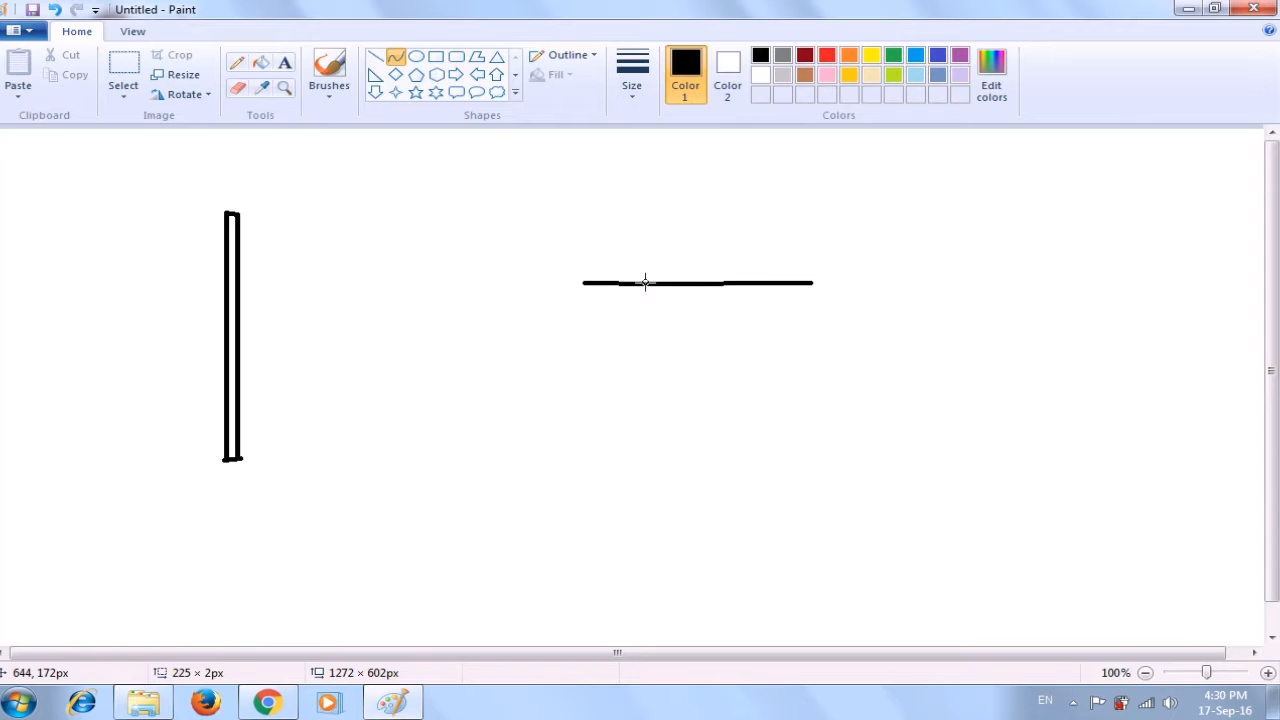 Untitled - Paint
Home View
Paste Cut Copy
Clipboard
Select Crop Resize Rotate
Image
Tools
Brushes
Outline Fill
Shapes
Size
Color 1
Color 2
Edit colors
Colors
644, 172px 225 × 2px 1272 × 602px 100%
EN 4:30 PM
17-Sep-16